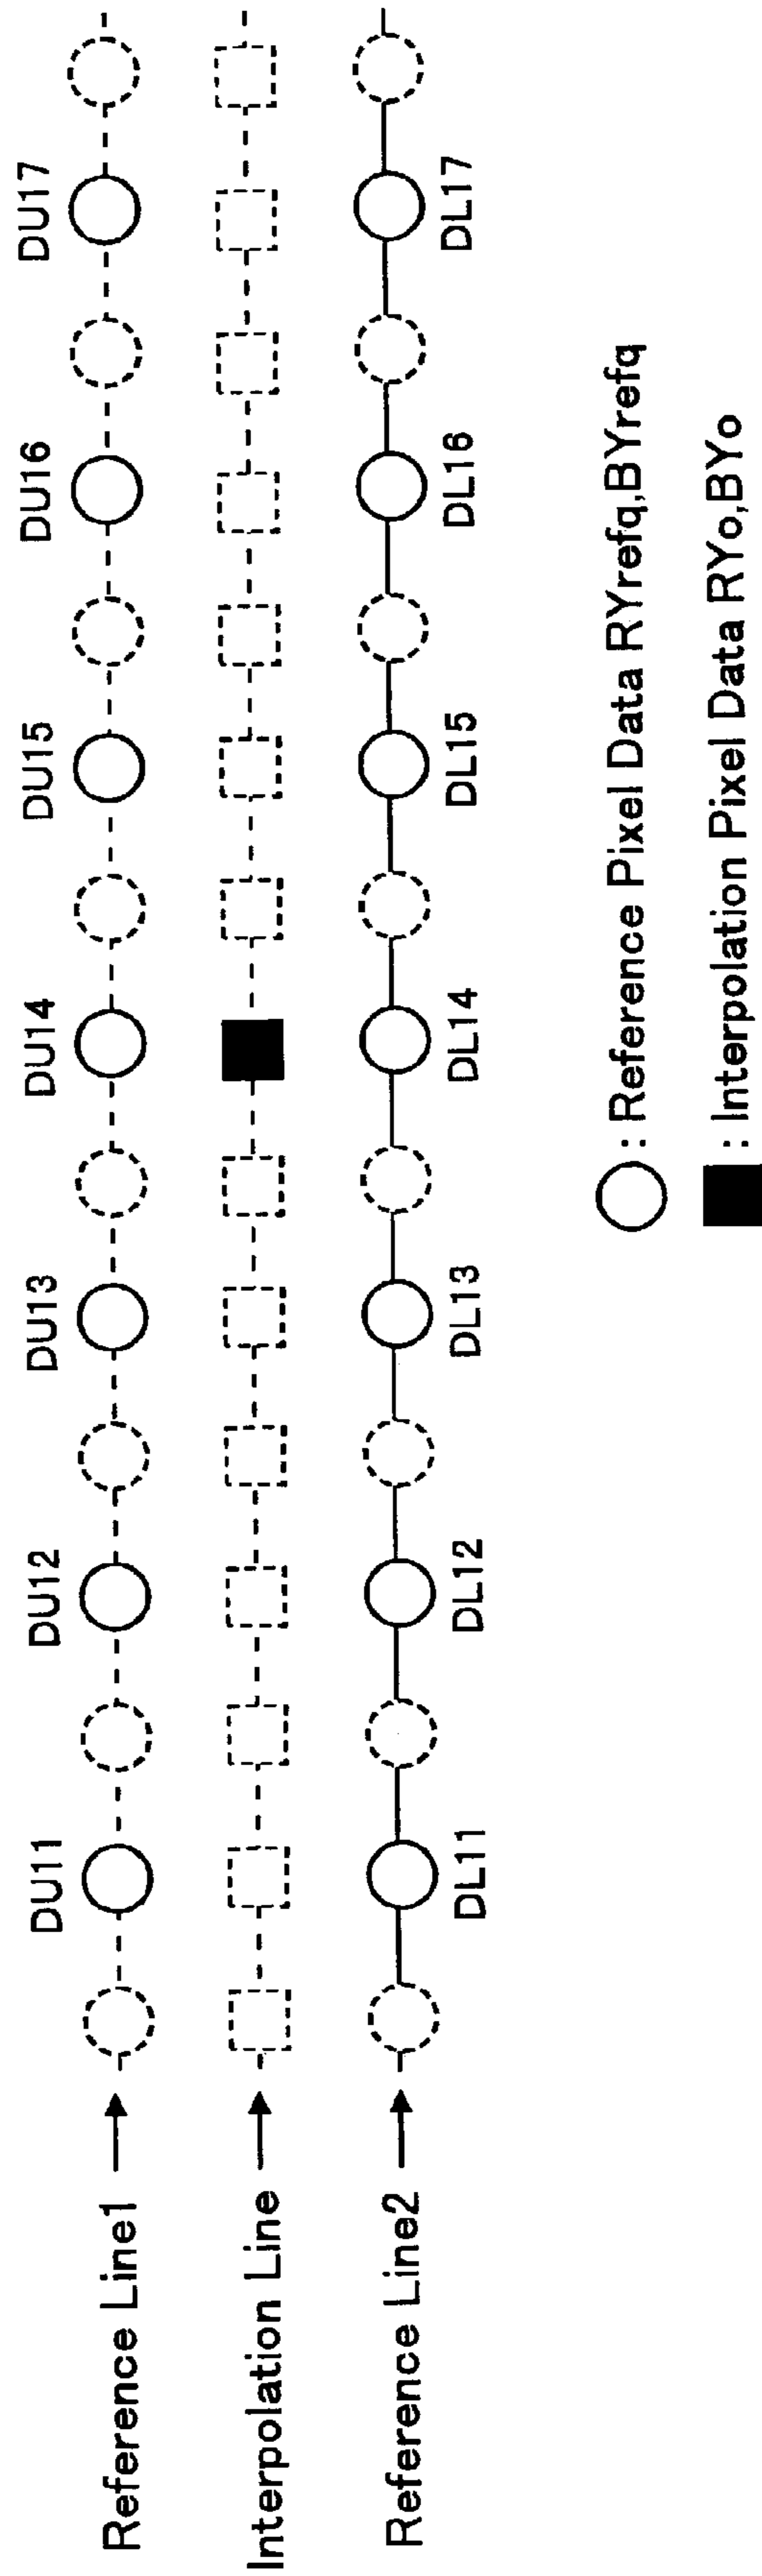 DU11 DU12 DU13 DU14 DU15 DU16 DU17
Reference Line1
Interpolation Line
Reference Line2
DL11 DL12 DL13 DL14 DL15 DL16 DL17
: Reference Pixel Data RYrefq,BYrefq
: Interpolation Pixel Data RYo,BYo